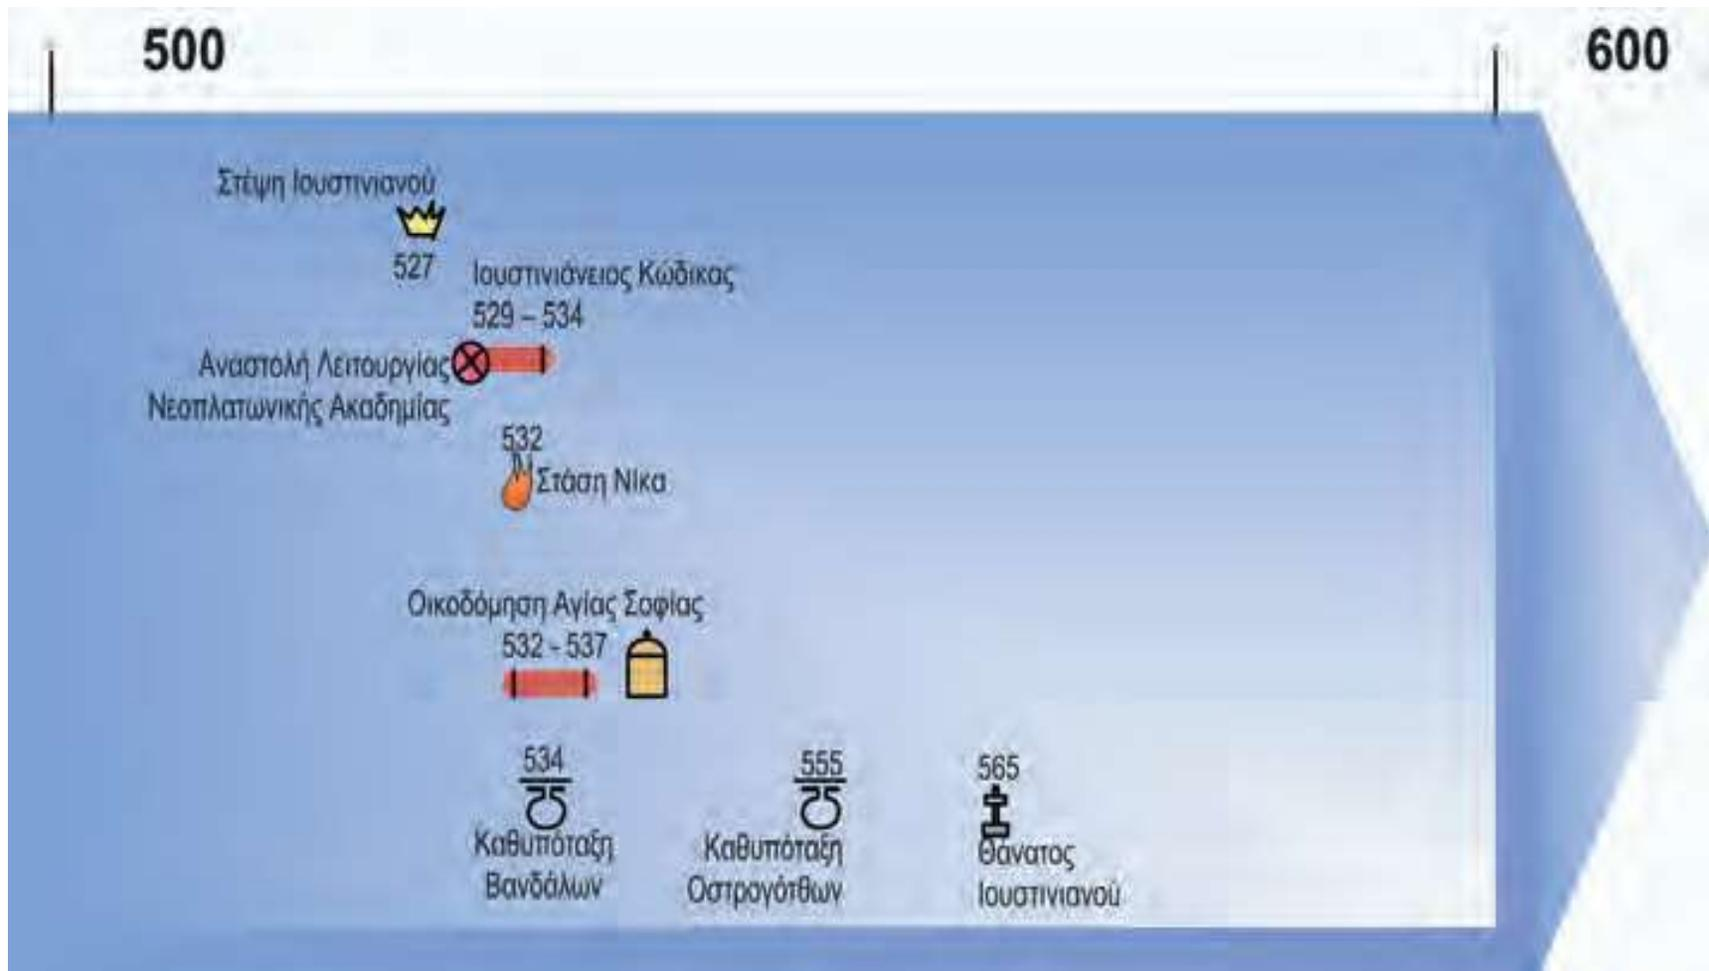 500
600
Στέψη Ιουστινιανού
527
Ιουστινιάνειος Κώδικας
529 – 534
Αναστολή Λειτουργίας
Νεοπλατωνικής Ακαδημίας
532
Στάση Νίκα
Οικοδόμηση Αγίας Σοφίας
532 - 537
534
Καθυπόταξη
Βανδάλων
555
Καθυπόταξη
Οστρογότθων
565
Θάνατος
Ιουστινιανού